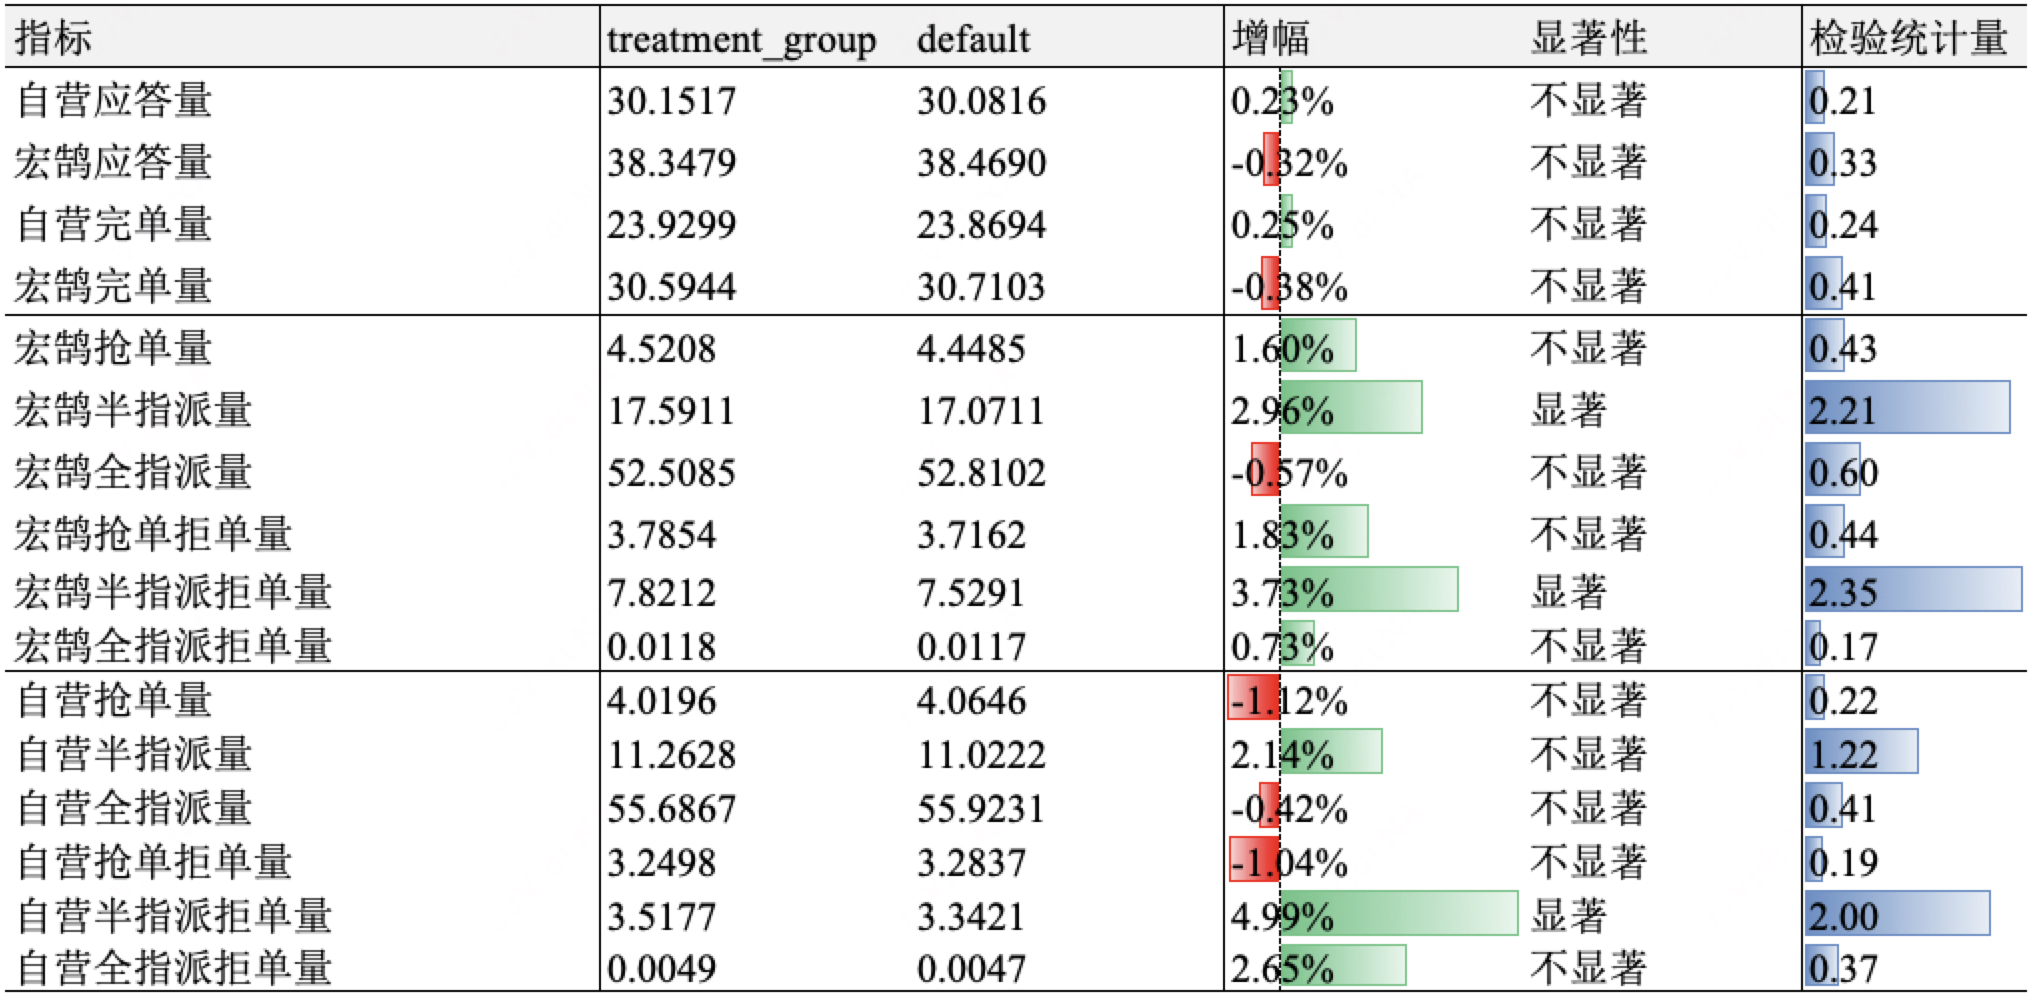 指标 treatment_group default 增幅 显著性 检验统计量
自营应答量 30.1517 30.0816 0.23% 不显著 0.21
宏鹄应答量 38.3479 38.4690 -0.32% 不显著 0.33
自营完单量 23.9299 23.8694 0.25% 不显著 0.24
宏鹄完单量 30.5944 30.7103 -0.38% 不显著 0.41
宏鹄抢单量 4.5208 4.4485 1.60% 不显著 0.43
宏鹄半指派量 17.5911 17.0711 2.96% 显著 2.21
宏鹄全指派量 52.5085 52.8102 -0.57% 不显著 0.60
宏鹄抢单拒单量 3.7854 3.7162 1.83% 不显著 0.44
宏鹄半指派拒单量 7.8212 7.5291 3.73% 显著 2.35
宏鹄全指派拒单量 0.0118 0.0117 0.73% 不显著 0.17
自营抢单量 4.0196 4.0646 -1.12% 不显著 0.22
自营半指派量 11.2628 11.0222 2.14% 不显著 1.22
自营全指派量 55.6867 55.9231 -0.42% 不显著 0.41
自营抢单拒单量 3.2498 3.2837 -1.04% 不显著 0.19
自营半指派拒单量 3.5177 3.3421 4.99% 显著 2.00
自营全指派拒单量 0.0049 0.0047 2.65% 不显著 0.37